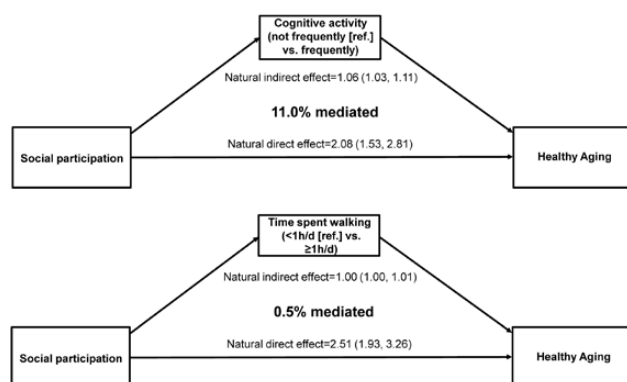 Cognitive activity
(not frequently [ref.]
vs. frequently)
Natural indirect effect=1.06 (1.03, 1.11)
11.0% mediated
Social participation
Natural direct effect=2.08 (1.53, 2.81)
Healthy Aging
Time spent walking
(<1h/d [ref.] vs.
≥1h/d)
Natural indirect effect=1.00 (1.00, 1.01)
0.5% mediated
Social participation
Natural direct effect=2.51 (1.93, 3.26)
Healthy Aging